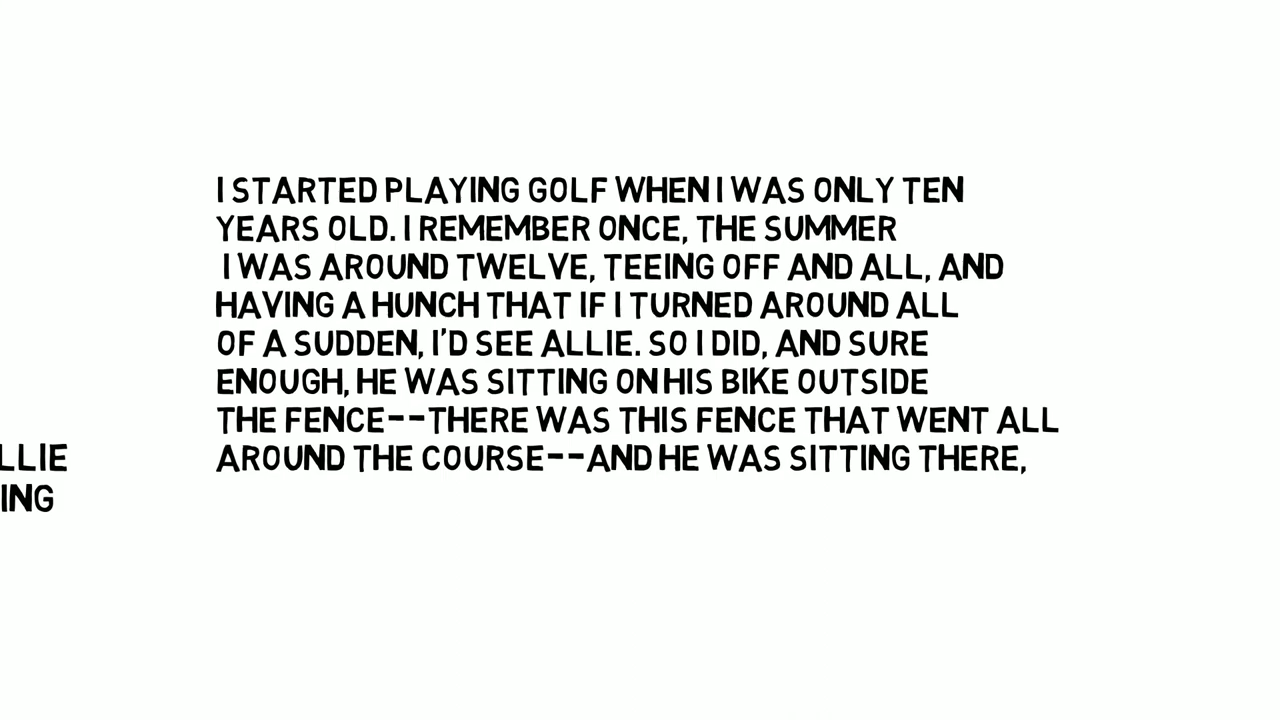 I STARTED PLAYING GOLF WHEN I WAS ONLY TEN
YEARS OLD. I REMEMBER ONCE, THE SUMMER
I WAS AROUND TWELVE, TEEING OFF AND ALL, AND
HAVING A HUNCH THAT IF I TURNED AROUND ALL
OF A SUDDEN, I'D SEE ALLIE. SO I DID, AND SURE
ENOUGH, HE WAS SITTING ON HIS BIKE OUTSIDE
THE FENCE--THERE WAS THIS FENCE THAT WENT ALL
AROUND THE COURSE--AND HE WAS SITTING THERE,
LLIE
ING